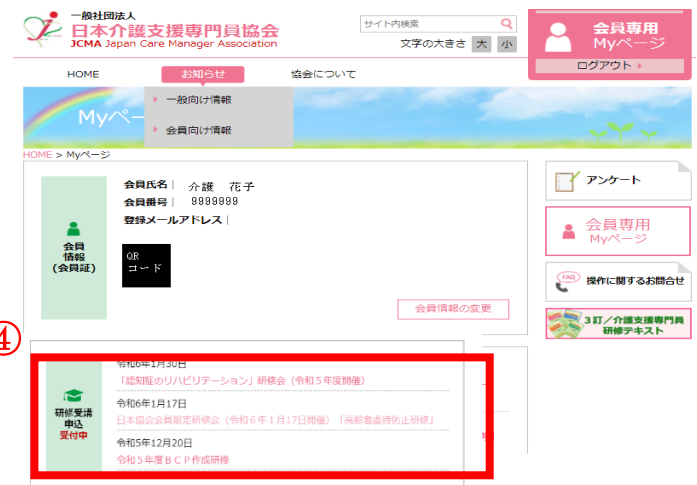 一般社団法人
日本介護支援専門員協会
JCMA Japan Care Manager Association
サイト内検索
文字の大きさ 大 小
会員専用
Myページ
ログアウト
HOME お知らせ 協会について
一般向け情報
会員向け情報
Myペー
HOME > Myページ
会員氏名| 介護 花子
会員番号| 9999999
登録メールアドレス|
会員
情報
(会員証)
QR
コード
会員情報の変更
アンケート
会員専用
Myページ
FAQ 操作に関するお問合せ
3訂/介護支援専門員
研修テキスト
④
研修受講
申込
受付中
令和6年1月30日
「認知症のリハビリテーション」研修会(令和5年度開催)
令和6年1月17日
日本協会会員限定研修会(令和6年1月17日開催)「高齢者虐待防止研修」
令和5年12月20日
令和5年度BCP作成研修